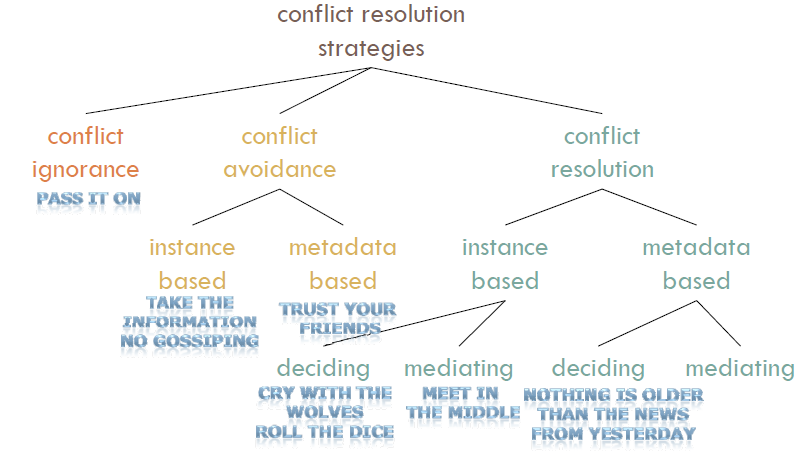 conflict resolution
strategies
conflict
ignorance
PASS IT ON
conflict
avoidance
conflict
resolution
instance
based
TAKE THE
INFORMATION
NO GOSSIPING
metadata
based
TRUST YOUR
FRIENDS
instance
based
metadata
based
deciding
CRY WITH THE
WOLVES
ROLL THE DICE
mediating
MEET IN
THE MIDDLE
deciding
NOTHING IS OLDER
THAN THE NEWS
FROM YESTERDAY
mediating